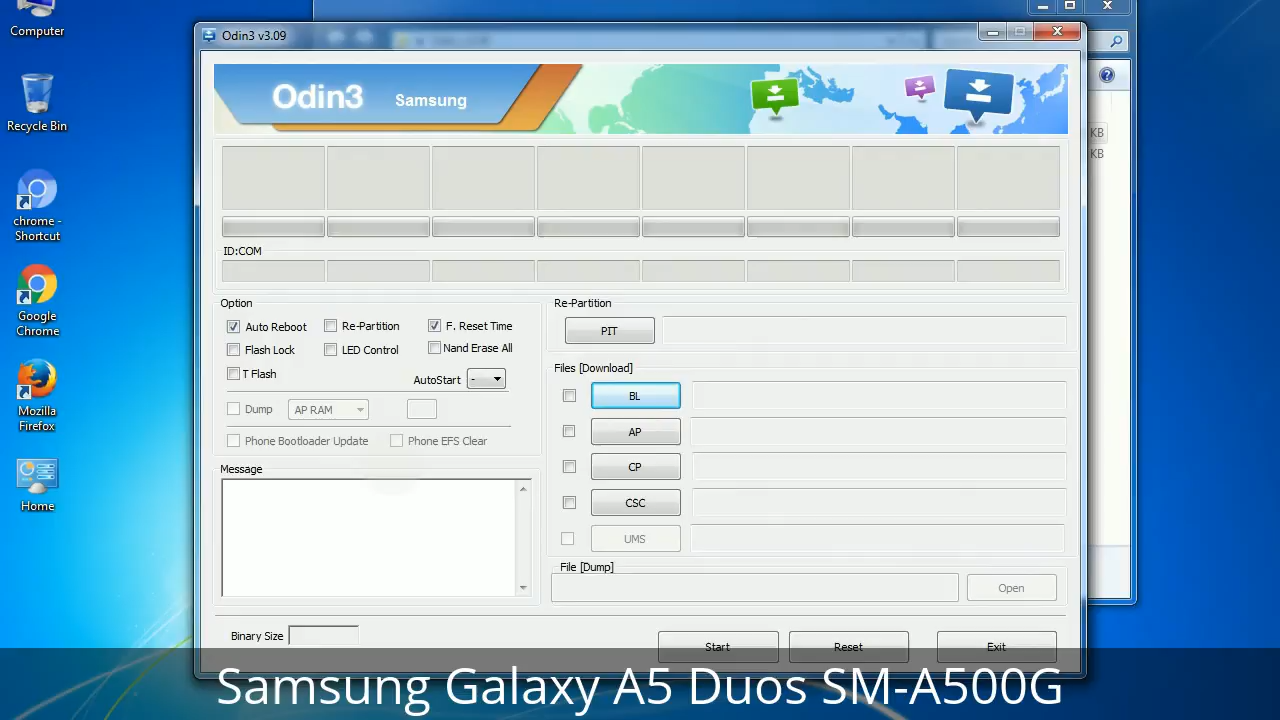 Computer
Recycle Bin
chrome -
Shortcut
Google
Chrome
Mozilla
Firefox
Home
Odin3 v3.09
Odin3 Samsung
KB
KB
ID:COM
Option
Auto Reboot
Re-Partition
F. Reset Time
Flash Lock
LED Control
Nand Erase All
T Flash
AutoStart -
Dump
AP RAM
Phone Bootloader Update
Phone EFS Clear
Message
Re-Partition
PIT
Files [Download]
BL
AP
CP
CSC
UMS
File [Dump]
Open
Binary Size
Start
Reset
Exit
Samsung Galaxy A5 Duos SM-A500G